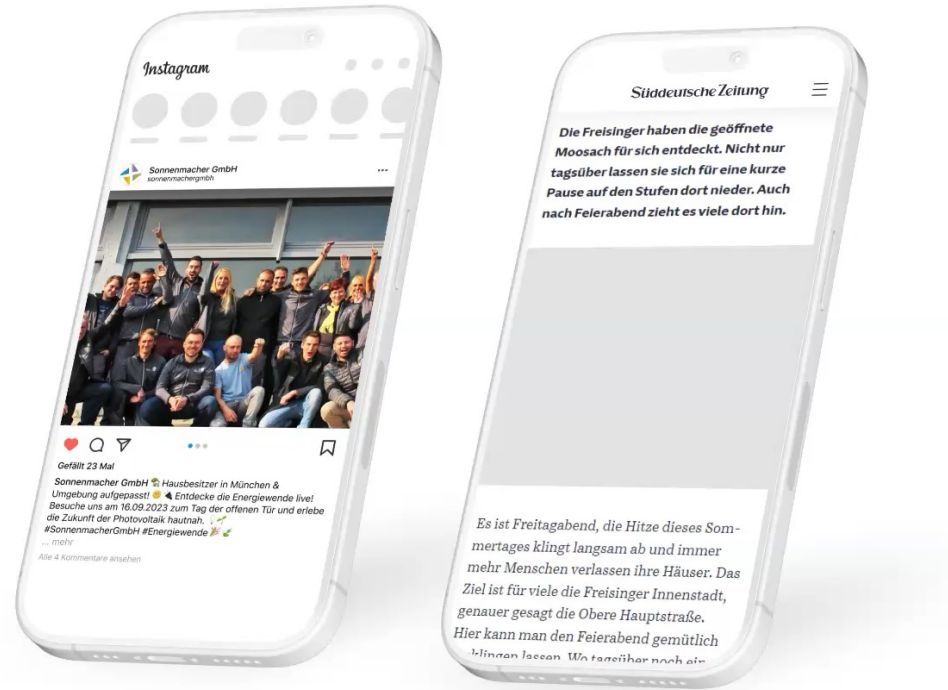 Instagram
Sonnenmacher GmbH
sonnenmachergmbh
Gefällt 23 Mal
Sonnenmacher GmbH 🏡 Hausbesitzer in München &
Umgebung aufgepasst! 🌞 🔌 Entdecke die Energiewende live!
Besuche uns am 16.09.2023 zum Tag der offenen Tür und erlebe
die Zukunft der Photovoltaik hautnah. 💡🌱
#SonnenmacherGmbH #Energiewende 🎉 🌿
... mehr
Alle 4 Kommentare ansehen
Süddeutsche Zeitung
Die Freisinger haben die geöffnete
Moosach für sich entdeckt. Nicht nur
tagsüber lassen sie sich für eine kurze
Pause auf den Stufen dort nieder. Auch
nach Feierabend zieht es viele dort hin.
Es ist Freitagabend, die Hitze dieses Som-
mertages klingt langsam ab und immer
mehr Menschen verlassen ihre Häuser. Das
Ziel ist für viele die Freisinger Innenstadt,
genauer gesagt die Obere Hauptstraße.
Hier kann man den Feierabend gemütlich
klingen lassen. Wo tagsüber noch ein